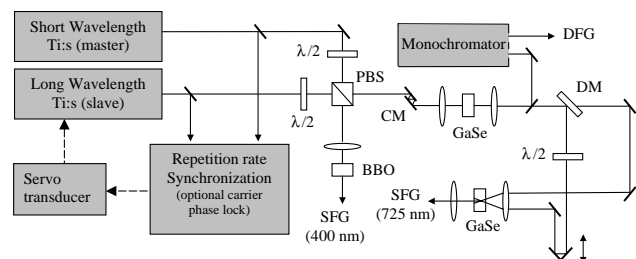 Short Wavelength
Ti:s (master)
Long Wavelength
Ti:s (slave)
Servo
transducer
Repetition rate
Synchronization
(optional carrier
phase lock)
λ/2
λ/2
PBS
BBO
SFG
(400 nm)
CM
GaSe
Monochromator
DFG
DM
λ/2
SFG
(725 nm)
GaSe